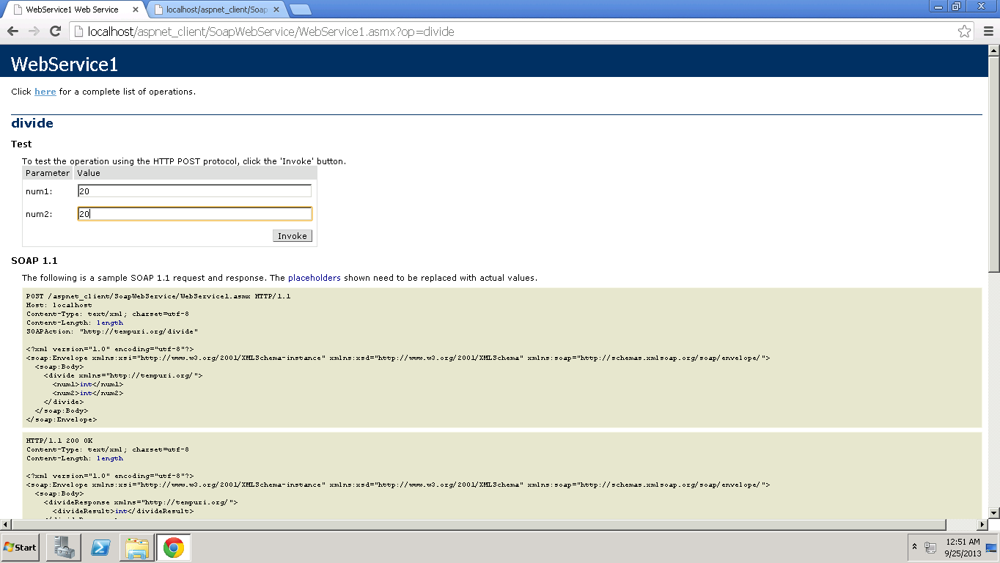 WebService1 Web Service
localhost/aspnet_client/Soap
localhost/aspnet_client/SoapWebService/WebService1.asmx?op=divide
WebService1
Click here for a complete list of operations.
divide
Test
To test the operation using the HTTP POST protocol, click the 'Invoke' button.
Parameter Value
num1: 20
num2: 20
Invoke
SOAP 1.1
The following is a sample SOAP 1.1 request and response. The placeholders shown need to be replaced with actual values.
POST /aspnet_client/SoapWebService/WebService1.asmx HTTP/1.1
Host: localhost
Content-Type: text/xml; charset=utf-8
Content-Length: length
SOAPAction: "http://tempuri.org/divide"
<?xml version="1.0" encoding="utf-8"?>
<soap:Envelope xmlns:xsi="http://www.w3.org/2001/XMLSchema-instance" xmlns:xsd="http://www.w3.org/2001/XMLSchema" xmlns:soap="http://schemas.xmlsoap.org/soap/envelope/">
<soap:Body>
<divide xmlns="http://tempuri.org/">
<num1>int</num1>
<num2>int</num2>
</divide>
</soap:Body>
</soap:Envelope>
HTTP/1.1 200 OK
Content-Type: text/xml; charset=utf-8
Content-Length: length
<?xml version="1.0" encoding="utf-8"?>
<soap:Envelope xmlns:xsi="http://www.w3.org/2001/XMLSchema-instance" xmlns:xsd="http://www.w3.org/2001/XMLSchema" xmlns:soap="http://schemas.xmlsoap.org/soap/envelope/">
<soap:Body>
<divideResponse xmlns="http://tempuri.org/">
<divideResult>int</divideResult>
Start
12:51 AM
9/25/2013